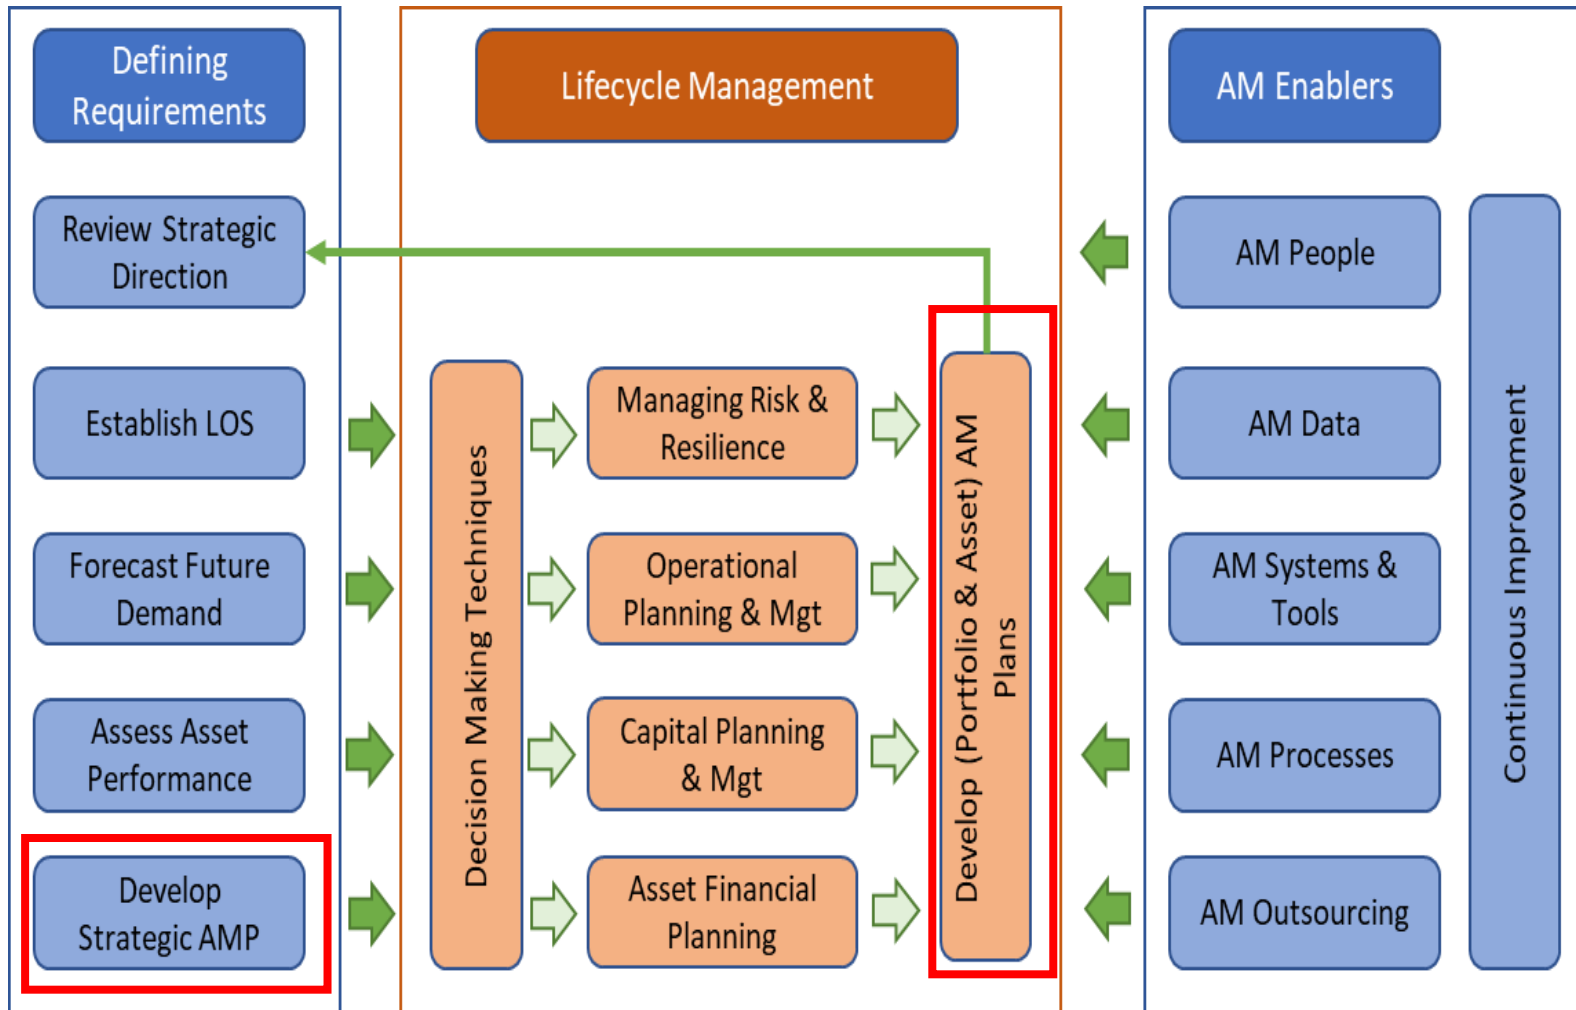 Defining
Requirements
Review Strategic
Direction
Establish LOS
Forecast Future
Demand
Assess Asset
Performance
Develop
Strategic AMP
Lifecycle Management
Decision Making Techniques
Managing Risk &
Resilience
Operational
Planning & Mgt
Capital Planning
& Mgt
Asset Financial
Planning
Develop (Portfolio & Asset) AM
Plans
AM Enablers
AM People
AM Data
AM Systems &
Tools
AM Processes
AM Outsourcing
Continuous Improvement